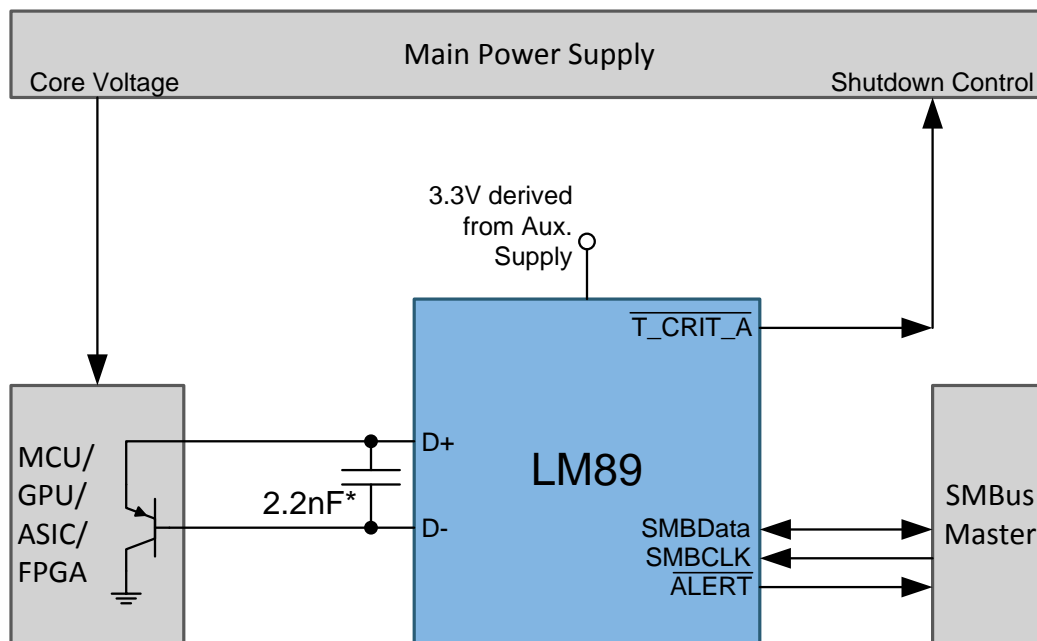 Main Power Supply
Core Voltage
Shutdown Control
3.3V derived
from Aux.
Supply
T_CRIT_A
D+
MCU/
GPU/
ASIC/
FPGA
LM89
2.2nF*
D-
SMBData
SMBCLK
ALERT
SMBus
Master